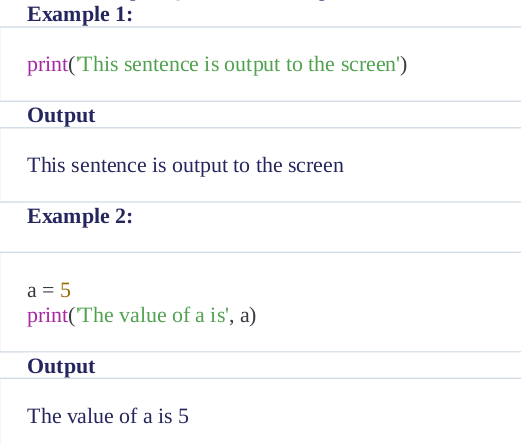 Example 1:
print('This sentence is output to the screen')
Output
This sentence is output to the screen
Example 2:
a = 5
print('The value of a is', a)
Output
The value of a is 5